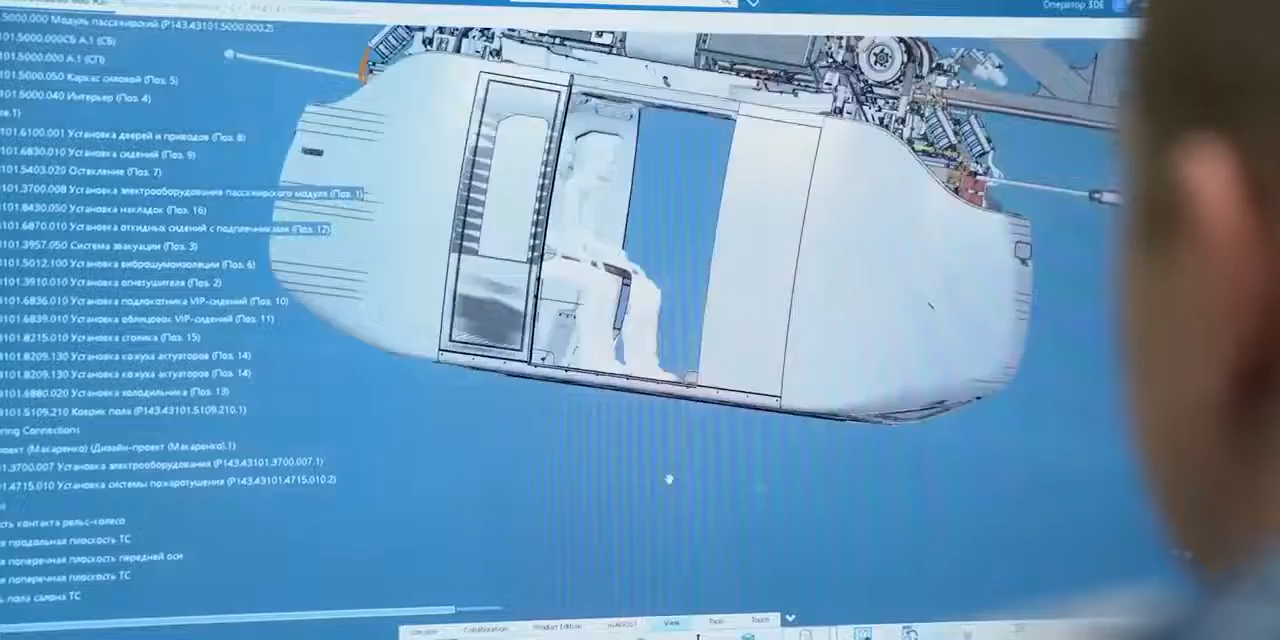 Оператор 3DE
.5000.000 Модуль пассажирский (P143.43101.5000.000.2)
101.5000.000СБ A.1 (СБ)
101.5000.000 A.1 (СП)
101.5000.050 Каркас силовой (Поз. 5)
101.5000.040 Интерьер (Поз. 4)
101.6100.001 Установка дверей и приводов (Поз. 8)
101.6830.010 Установка сидений (Поз. 9)
101.5403.020 Остекление (Поз. 7)
101.3700.008 Установка электрооборудования пассажирского модуля (Поз. 1)
101.8430.050 Установка накладок (Поз. 16)
101.6870.010 Установка откидных сидений с подплечниками (Поз. 12)
101.3957.050 Система эвакуации (Поз. 3)
101.5012.100 Установка виброшумоизоляции (Поз. 6)
101.3910.010 Установка огнетушителя (Поз. 2)
101.6836.010 Установка подлокотника VIP-сидений (Поз. 10)
101.6839.010 Установка облицовок VIP-сидений (Поз. 11)
101.8215.010 Установка столика (Поз. 15)
101.8209.130 Установка кожуха актуаторов (Поз. 14)
101.8209.130 Установка кожуха актуаторов (Поз. 14)
101.6880.020 Установка холодильника (Поз. 13)
101.5109.210 Коврик пола (P143.43101.5109.210.1)
ring Connections
роект (Макаренко) (Дизайн-проект (Макаренко).1)
1.3700.007 Установка электрооборудования (P143.43101.3700.007.1)
1.4715.010 Установка системы пожаротушения (P143.43101.4715.010.2)
сть контакта рельс-колесо
я продольная плоскость ТС
я поперечная плоскость передней оси
я поперечная плоскость ТС
ь пола салона ТС
Collaboration Product Edition View Tools Touch